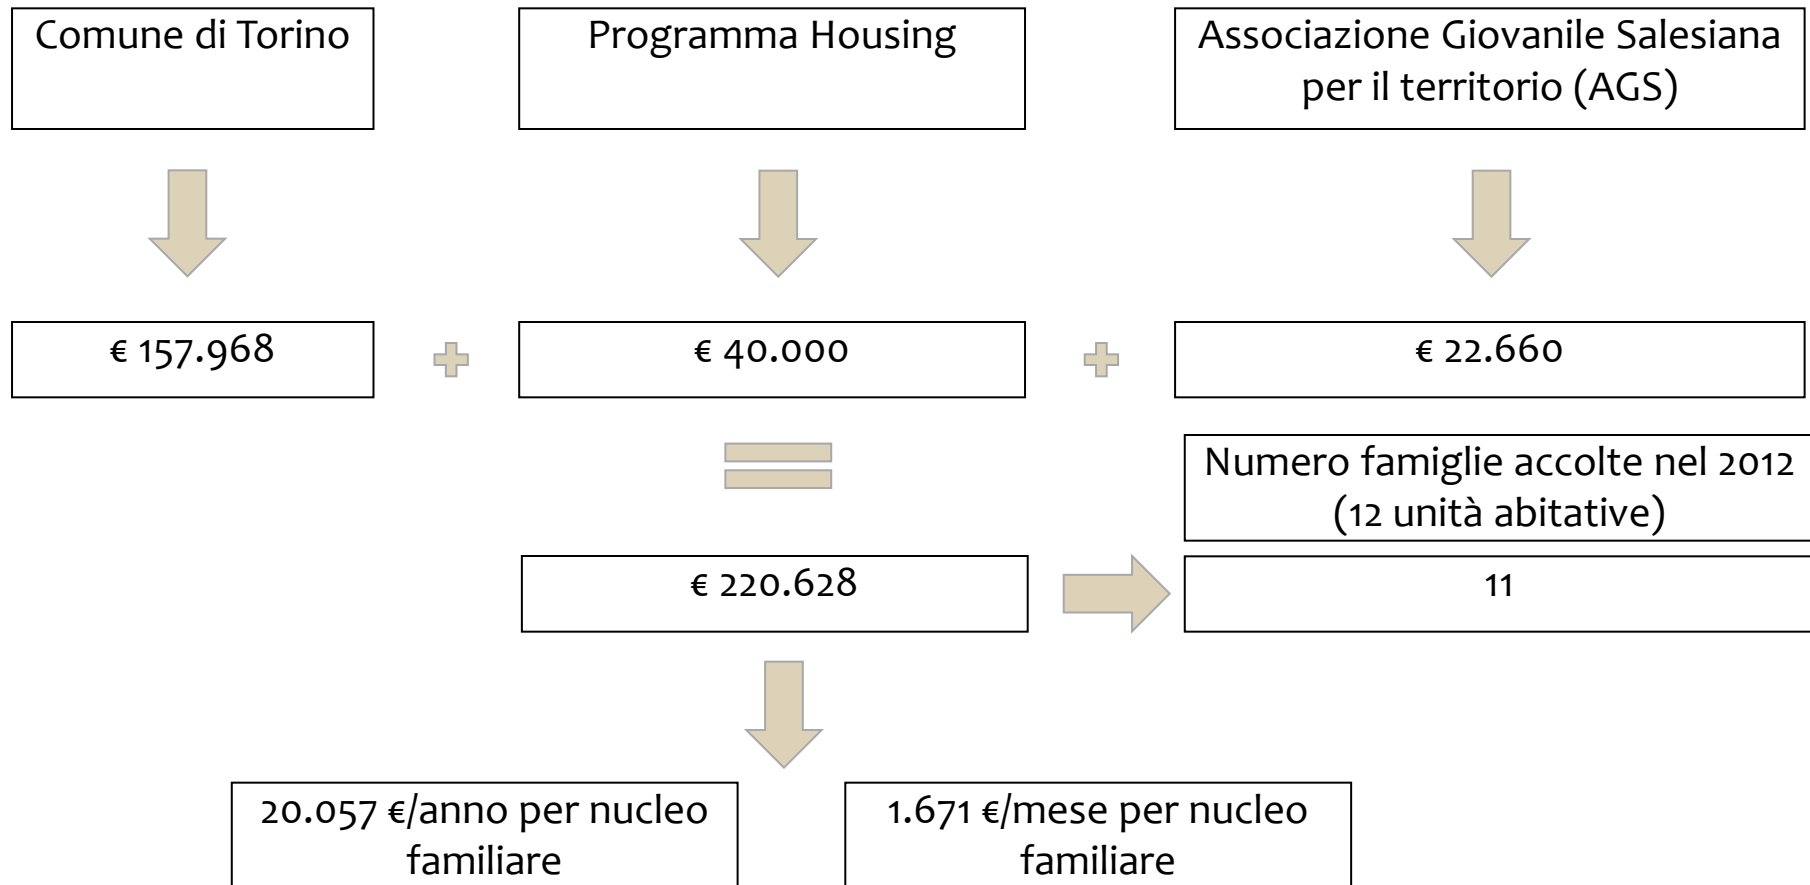 Comune di Torino
Programma Housing
Associazione Giovanile Salesiana
per il territorio (AGS)
€ 157.968
€ 40.000
€ 22.660
Numero famiglie accolte nel 2012
(12 unità abitative)
€ 220.628
11
20.057 €/anno per nucleo
familiare
1.671 €/mese per nucleo
familiare